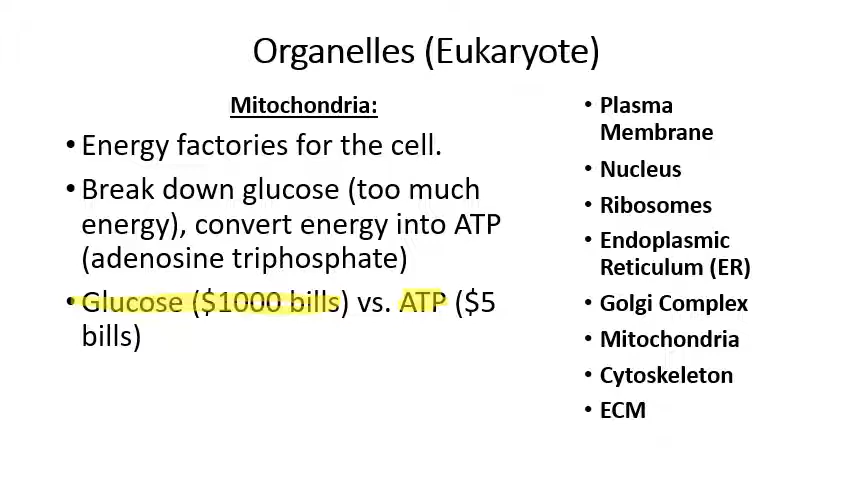 Organelles (Eukaryote)
Mitochondria:
• Energy factories for the cell.
• Break down glucose (too much
energy), convert energy into ATP
(adenosine triphosphate)
• Glucose ($1000 bills) vs. ATP ($5
bills)
• Plasma
Membrane
• Nucleus
• Ribosomes
• Endoplasmic
Reticulum (ER)
• Golgi Complex
• Mitochondria
• Cytoskeleton
• ECM